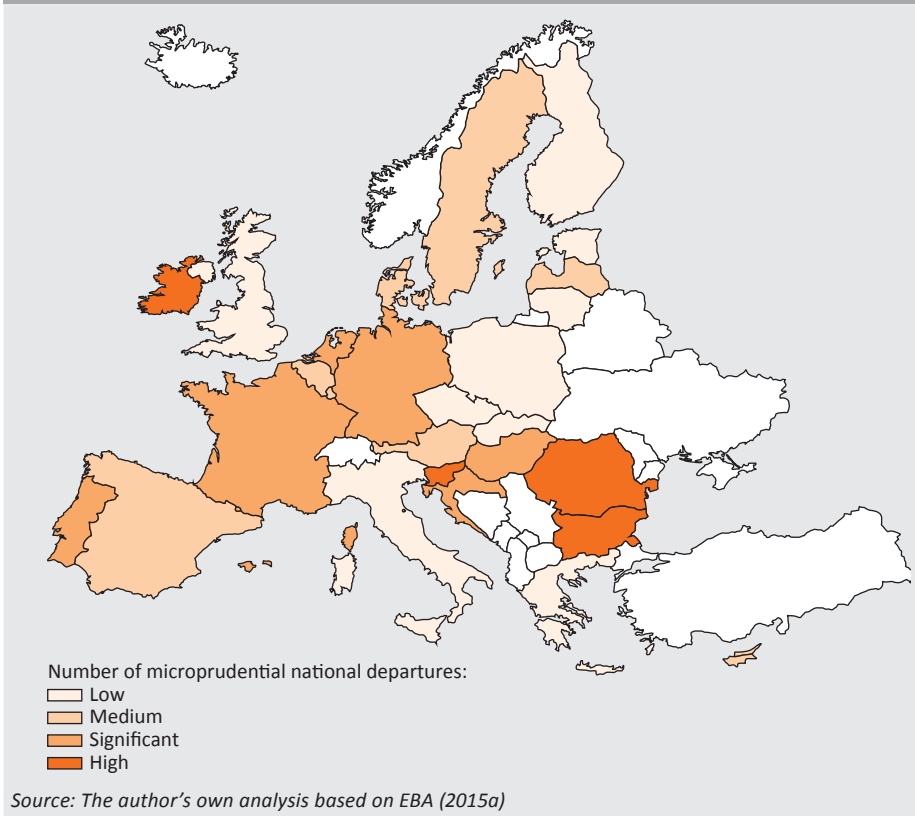 Number of microprudential national departures:
Low
Medium
Significant
High
Source: The author's own analysis based on EBA (2015a)